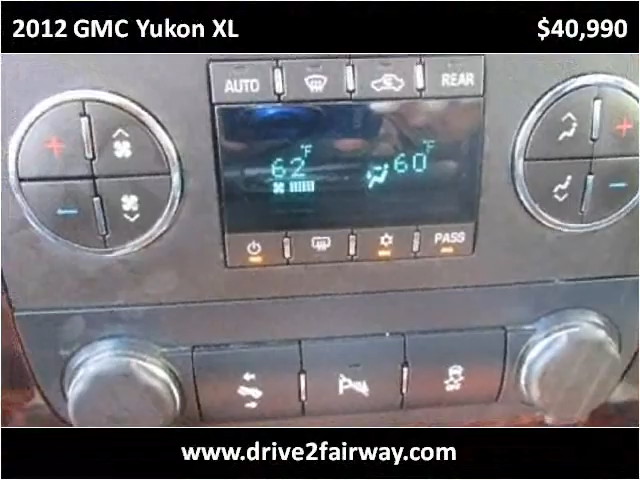 2012 GMC Yukon XL $40,990
AUTO REAR
62°F 60°F
PASS
www.drive2fairway.com